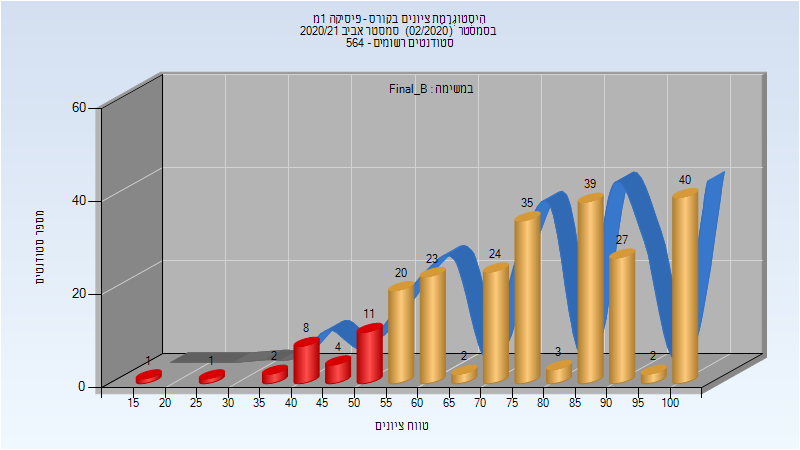 היסטוגרמת ציונים בקורס - פיסיקה 1מ
בסמסטר (02/2020) סמסטר אביב 2020/21
סטודנטים רשומים - 564
במשימה : Final_B
מספר סטודנטים
60
40
20
0
1
1
2
8
4
11
20
23
2
24
35
3
39
27
2
40
15 20 25 30 35 40 45 50 55 60 65 70 75 80 85 90 95 100
טווח ציונים